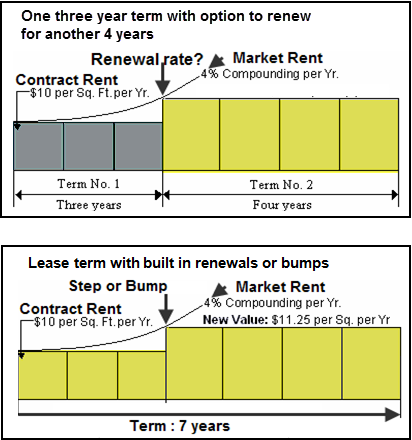 One three year term with option to renew
for another 4 years
Renewal rate?
Market Rent
4% Compounding per Yr.
Contract Rent
$10 per Sq. Ft. per Yr.
Term No. 1
Term No. 2
Three years
Four years
Lease term with built in renewals or bumps
Step or Bump
Market Rent
4% Compounding per Yr.
Contract Rent
$10 per Sq. Ft. per Yr.
New Value: $11.25 per Sq. per Yr
Term : 7 years